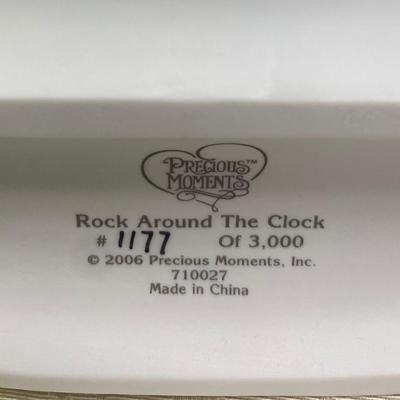 PRECIOUS™
MOMENTS
Rock Around The Clock
# 1177 Of 3,000
© 2006 Precious Moments, Inc.
710027
Made in China